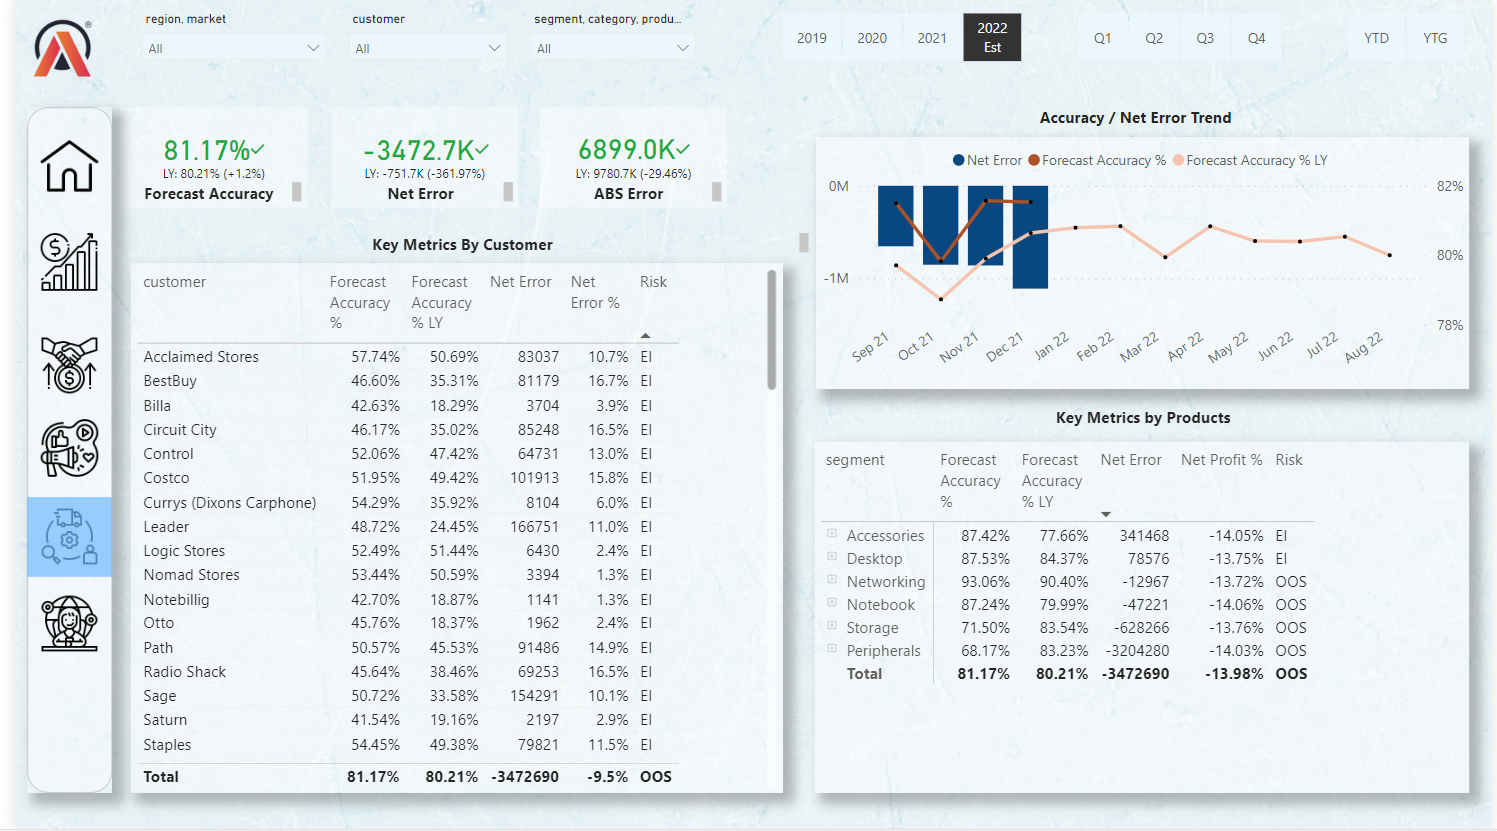 region, market
customer
segment, category, produ...
All
All
All
2019
2020
2021
2022
Est
Q1
Q2
Q3
Q4
YTD
YTG
81.17%
LY: 80.21% (+1.2%)
Forecast Accuracy
-3472.7K
LY: -751.7K (-361.97%)
Net Error
6899.0K
LY: 9780.7K (-29.46%)
ABS Error
Accuracy / Net Error Trend
Net Error Forecast Accuracy % Forecast Accuracy % LY
0M
-1M
82%
80%
78%
Sep 21
Oct 21
Nov 21
Dec 21
Jan 22
Feb 22
Mar 22
Apr 22
May 22
Jun 22
Jul 22
Aug 22
Key Metrics By Customer
customer Forecast Accuracy % Forecast Accuracy % LY Net Error Net Error % Risk
Acclaimed Stores 57.74% 50.69% 83037 10.7% EI
BestBuy 46.60% 35.31% 81179 16.7% EI
Billa 42.63% 18.29% 3704 3.9% EI
Circuit City 46.17% 35.02% 85248 16.5% EI
Control 52.06% 47.42% 64731 13.0% EI
Costco 51.95% 49.42% 101913 15.8% EI
Currys (Dixons Carphone) 54.29% 35.92% 8104 6.0% EI
Leader 48.72% 24.45% 166751 11.0% EI
Logic Stores 52.49% 51.44% 6430 2.4% EI
Nomad Stores 53.44% 50.59% 3394 1.3% EI
Notebillig 42.70% 18.87% 1141 1.3% EI
Otto 45.76% 18.37% 1962 2.4% EI
Path 50.57% 45.53% 91486 14.9% EI
Radio Shack 45.64% 38.46% 69253 16.5% EI
Sage 50.72% 33.58% 154291 10.1% EI
Saturn 41.54% 19.16% 2197 2.9% EI
Staples 54.45% 49.38% 79821 11.5% EI
Total 81.17% 80.21% -3472690 -9.5% OOS
Key Metrics by Products
segment Forecast Accuracy % Forecast Accuracy % LY Net Error Net Profit % Risk
Accessories 87.42% 77.66% 341468 -14.05% EI
Desktop 87.53% 84.37% 78576 -13.75% EI
Networking 93.06% 90.40% -12967 -13.72% OOS
Notebook 87.24% 79.99% -47221 -14.06% OOS
Storage 71.50% 83.54% -628266 -13.76% OOS
Peripherals 68.17% 83.23% -3204280 -14.03% OOS
Total 81.17% 80.21% -3472690 -13.98% OOS